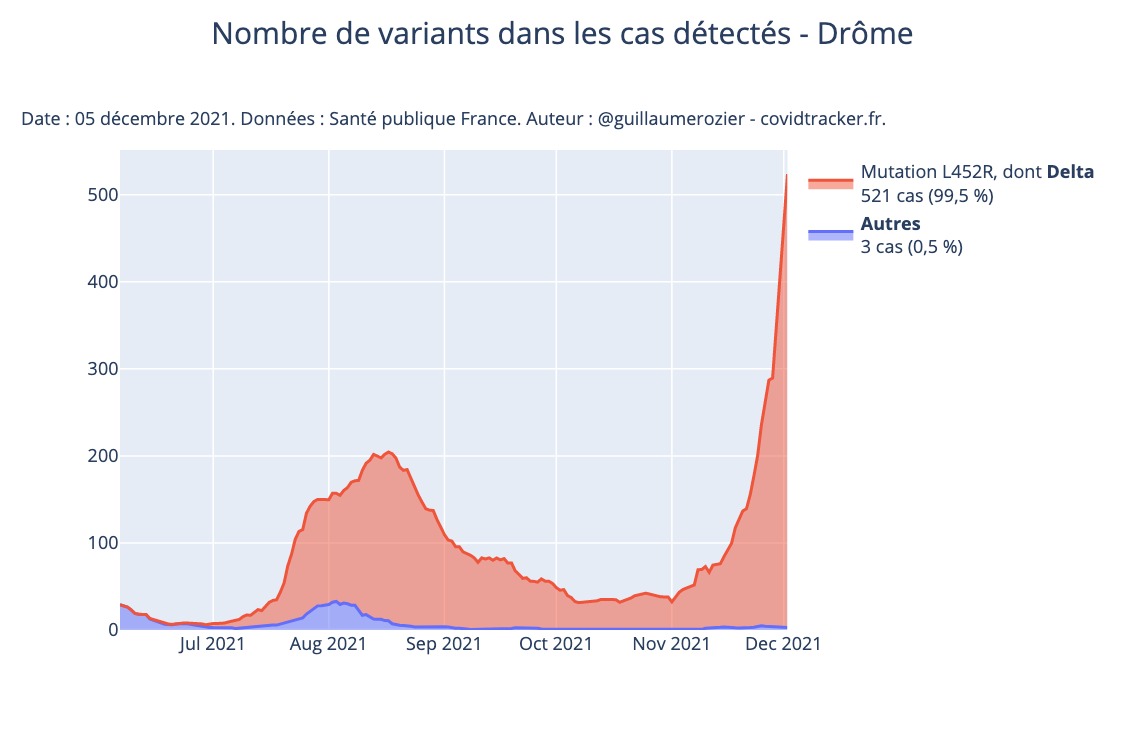 Nombre de variants dans les cas détectés - Drôme
Date : 05 décembre 2021. Données : Santé publique France. Auteur : @guillaumerozier - covidtracker.fr.
Mutation L452R, dont Delta
521 cas (99,5 %)
Autres
3 cas (0,5 %)
500
400
300
200
100
0
Jul 2021
Aug 2021
Sep 2021
Oct 2021
Nov 2021
Dec 2021